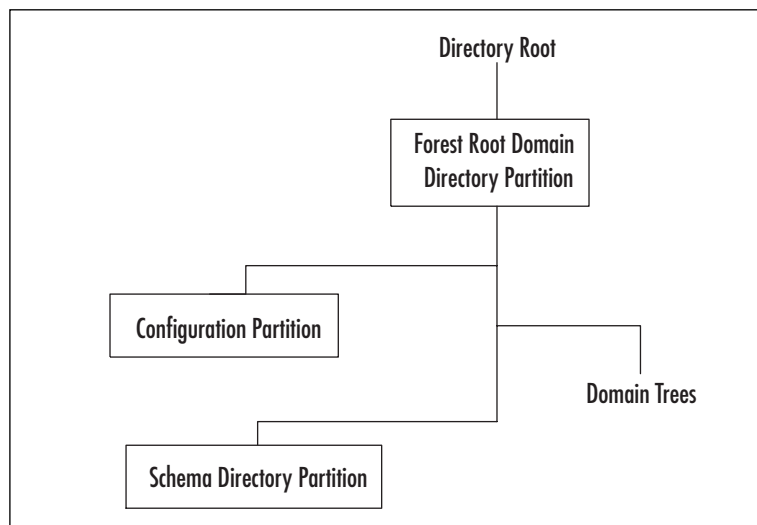 Directory Root
Forest Root Domain
Directory Partition
Configuration Partition
Domain Trees
Schema Directory Partition